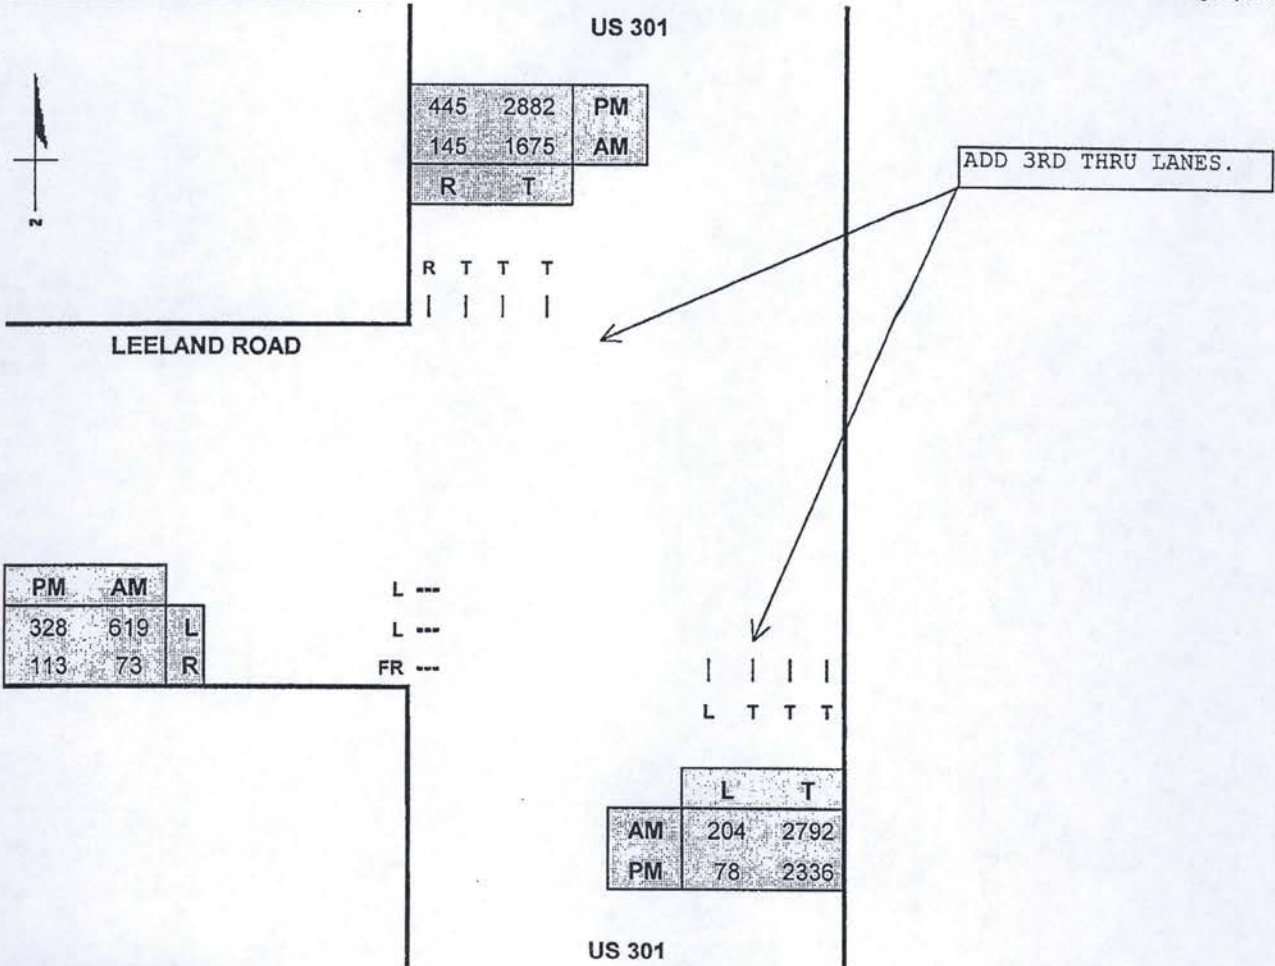 US 301
445 2882 PM
145 1675 AM
R T
ADD 3RD THRU LANES.
N
R T T T
LEELAND ROAD
PM AM
328 619 L
113 73 R
L ---
L ---
FR ---
L T T T
L T
AM 204 2792
PM 78 2336
US 301